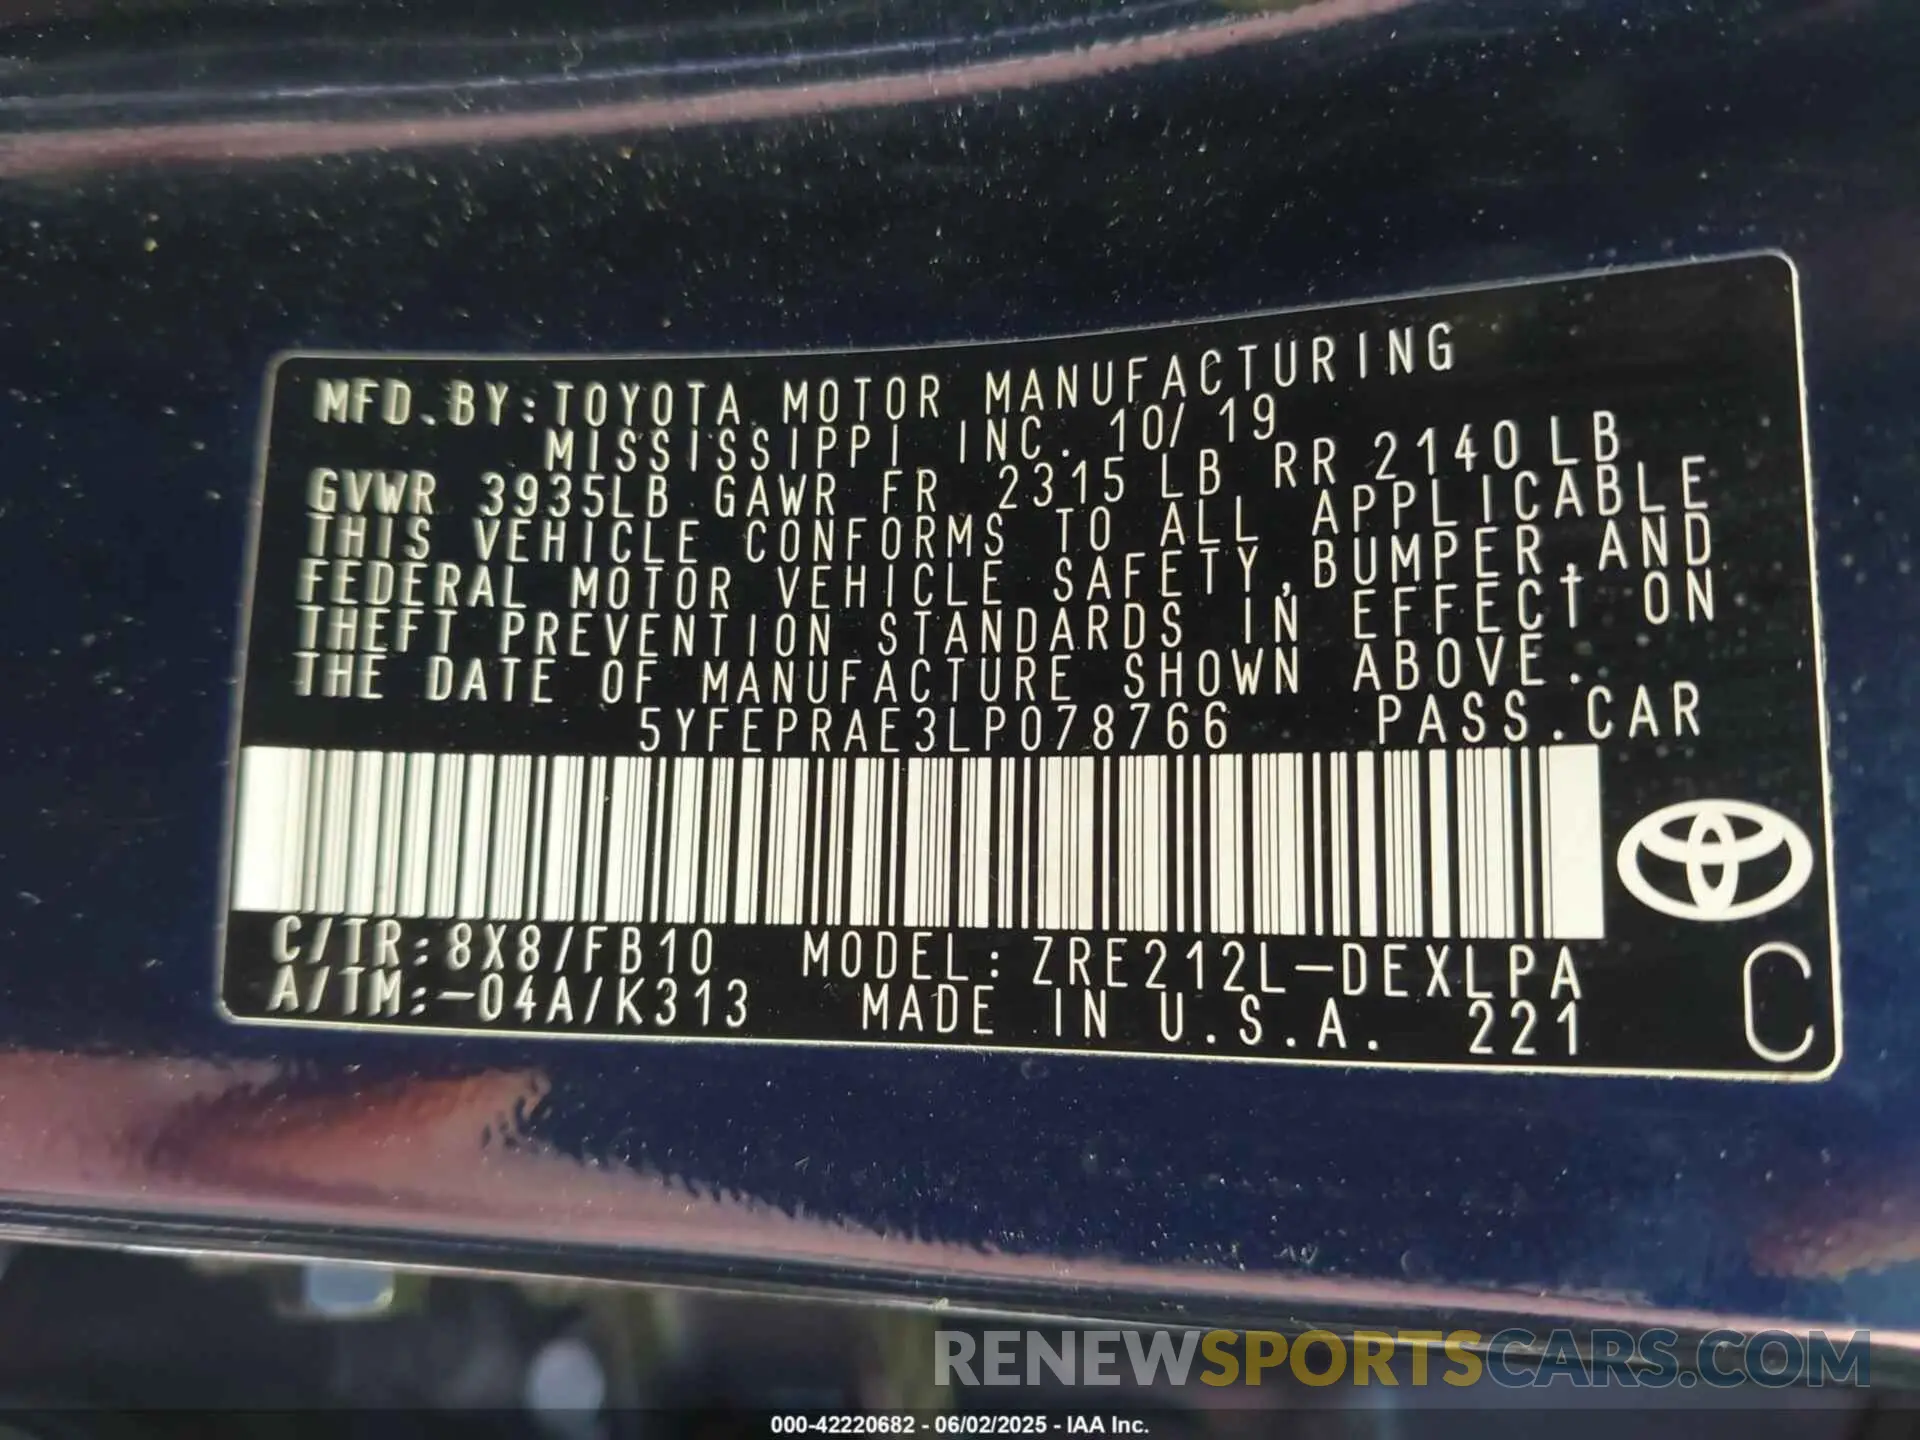 MFD. BY: TOYOTA MOTOR MANUFACTURING
MISSISSIPPI INC. 10/ 19
GVWR 3935LB GAWR FR 2315 LB RR 2140LB
THIS VEHICLE CONFORMS TO ALL APPLICABLE
FEDERAL MOTOR VEHICLE SAFETY, BUMPER, AND
THEFT PREVENTION STANDARDS IN EFFECT ON
THE DATE OF MANUFACTURE SHOWN ABOVE.
5YFEPRAE3LP078766 PASS.CAR
C/TR: 8X8/FB10 MODEL: ZRE212L-DEXLPA
A/TM: -04A/K313 MADE IN U.S.A. 221
C
RENEWSPORTSCARS.COM
000-42220682 - 06/02/2025 - IAA Inc.